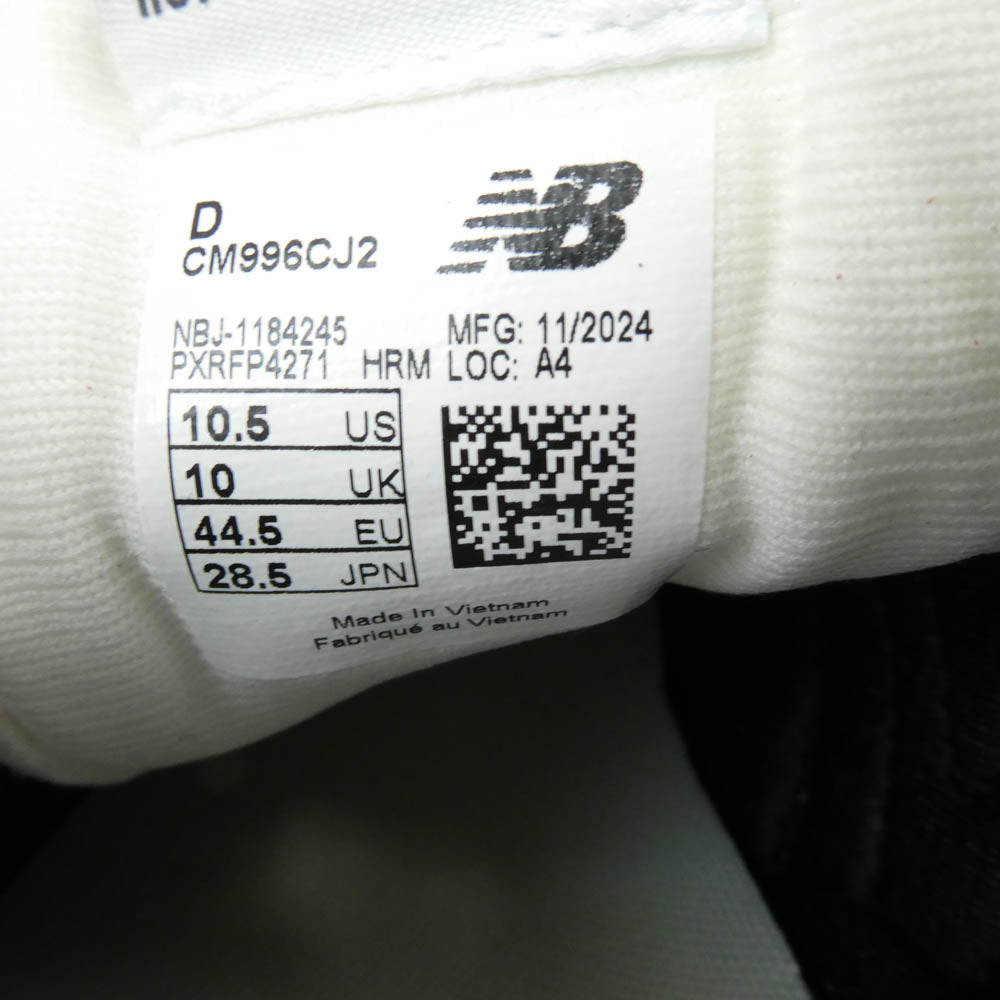 D
CM996CJ2
NB
NBJ-1184245 MFG: 11/2024
PXRFP4271 HRM LOC: A4
10.5 US
10 UK
44.5 EU
28.5 JPN
Made In Vietnam
Fabriqué au Vietnam